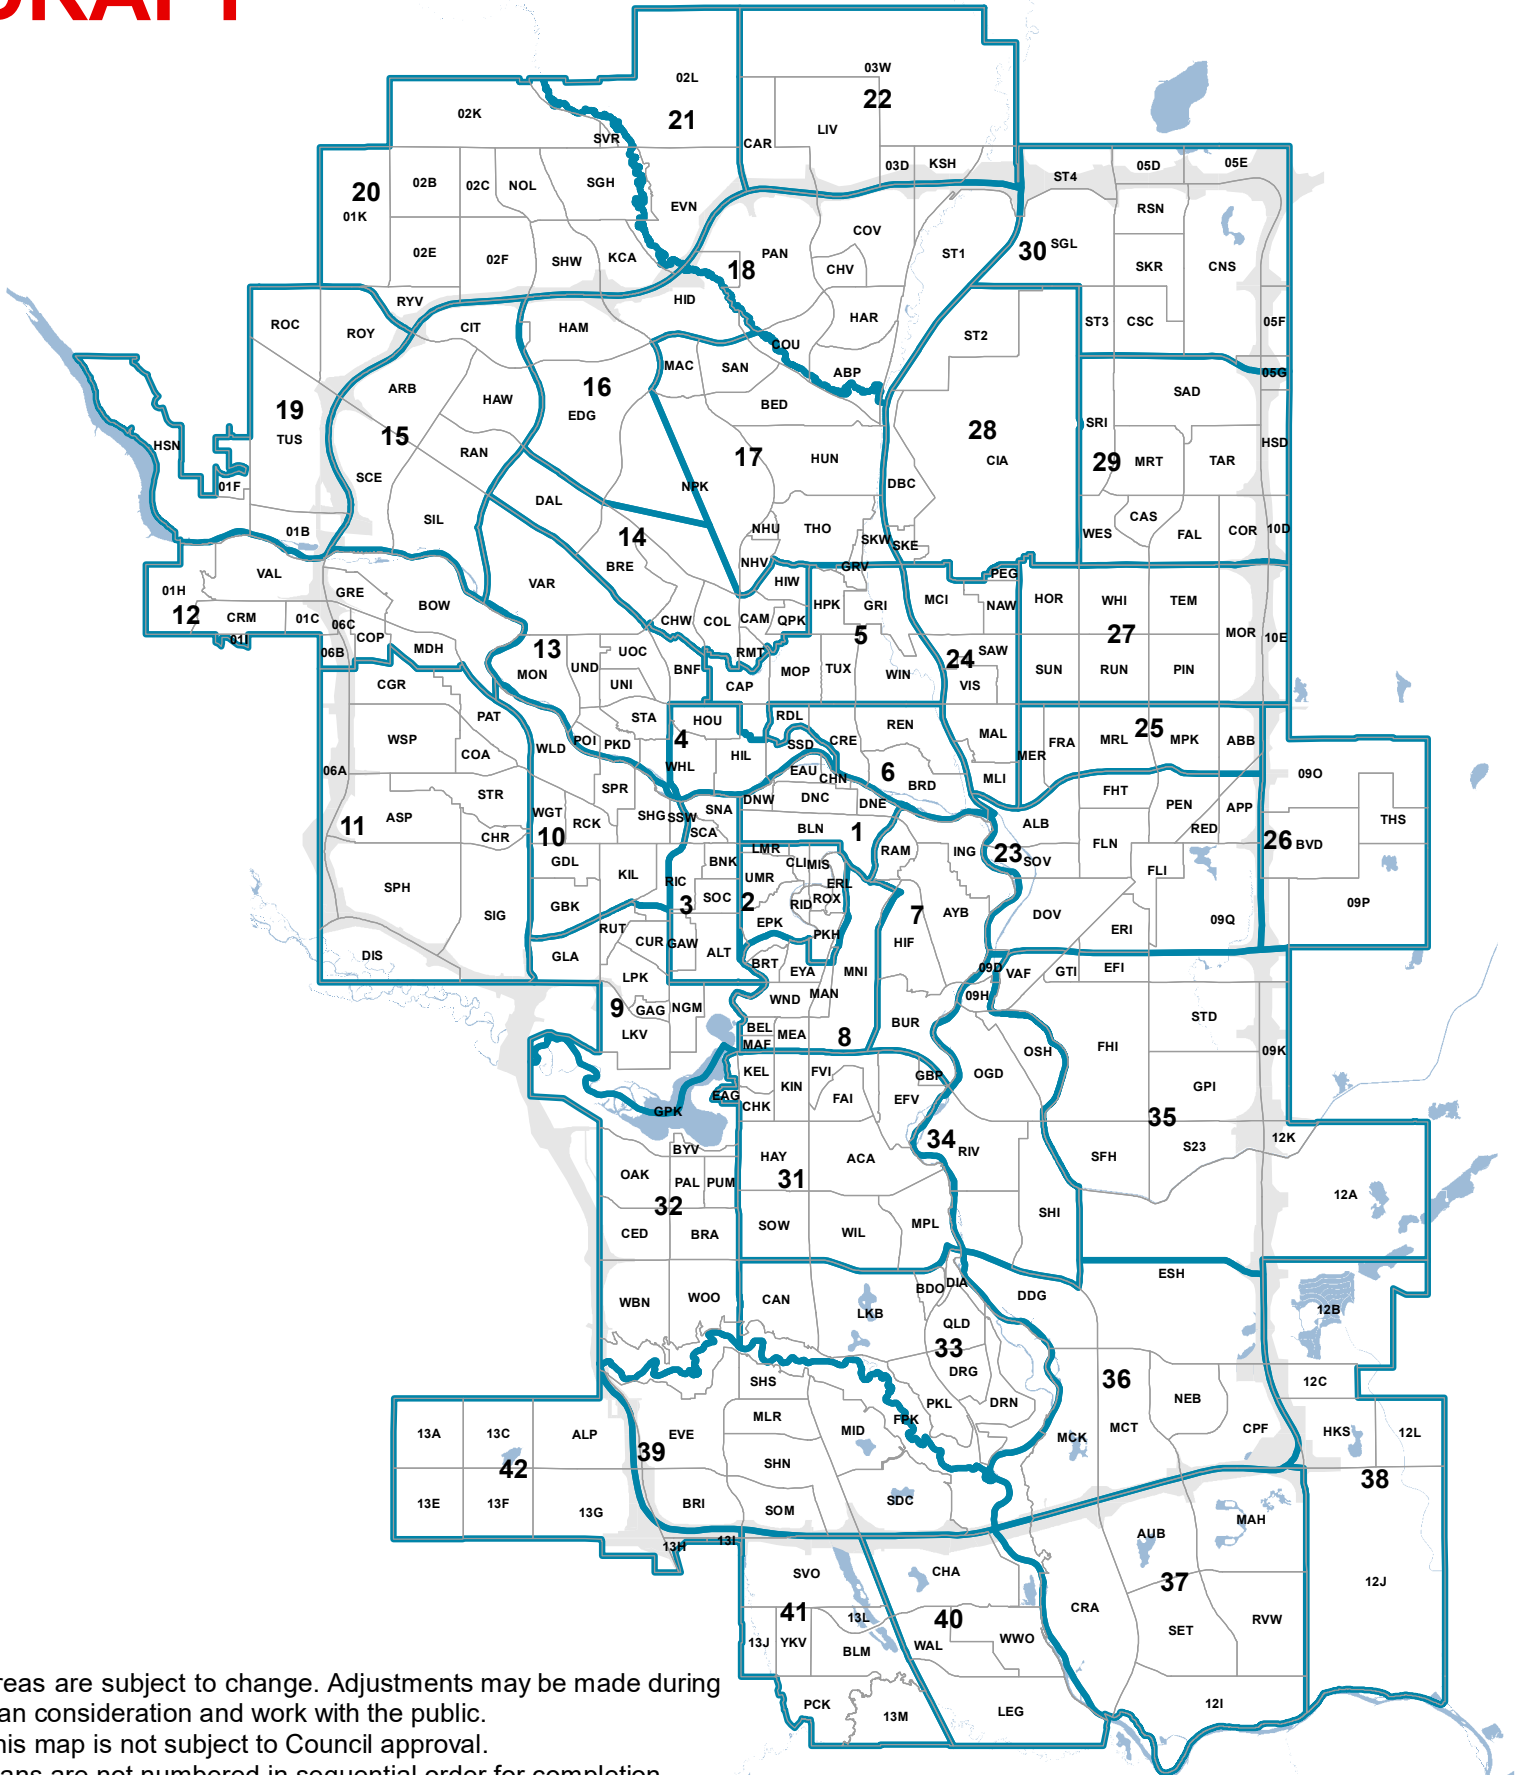 DRAFT
02L
03W
22
02K
21
LIV
SVR
CAR
03D
KSH
ST4
05D
05E
20
02B
02C
NOL
SGH
EVN
RSN
01K
COV
02E
02F
SHW
KCA
18
PAN
ST1
30
SGL
CHV
SKR
CNS
RYV
HID
ROC
ROY
CIT
HAM
HAR
ST2
ST3
CSC
05F
COU
MAC
SAN
ABP
05G
ARB
16
SAD
HAW
EDG
BED
19
TUS
15
28
SRI
HSN
RAN
17
HUN
CIA
29
MRT
TAR
HSD
01F
SCE
NPK
DBC
DAL
SIL
CAS
01B
14
NHU
THO
SKW
SKE
WES
FAL
COR
10D
BRE
NHV
GRV
PEG
VAL
VAR
HIW
01H
GRE
BOW
HPK
GRI
MCI
NAW
HOR
WHI
TEM
12
CRM
01C
06C
CHW
COL
CAM
QPK
5
27
MOR
10E
01I
COP
06B
MDH
13
UOC
RMT
24
SAW
MON
UND
BNF
MOP
TUX
WIN
SUN
RUN
PIN
CGR
UNI
CAP
VIS
PAT
STA
HOU
RDL
REN
MAL
25
WSP
COA
WLD
POI
PKD
4
HIL
SSD
CRE
MER
FRA
MRL
MPK
ABB
06A
WHL
EAU
CHN
6
MLI
09O
STR
SPR
DNW
DNC
DNE
BRD
FHT
PEN
APP
11
ASP
WGT
RCK
SHG
SSW
SNA
ALB
THS
CHR
10
SCA
BLN
1
RED
GDL
BNK
LMR
RAM
ING
23
SOV
FLN
26
BVD
SPH
KIL
RIC
UMR
CLI
MIS
ERL
FLI
GBK
3
SOC
2
RID
ROX
09P
SIG
RUT
EPK
7
AYB
DOV
09Q
CUR
GAW
PKH
HIF
ERI
DIS
GLA
ALT
BRT
EYA
MNI
LPK
09D
VAF
GTI
EFI
9
GAG
NGM
WND
MAN
09H
LKV
BEL
MEA
8
BUR
STD
MAF
OSH
FHI
09K
KEL
KIN
FVI
GBP
OGD
EAG
FAI
EFV
GPI
GPK
CHK
35
34
RIV
12K
BYV
HAY
ACA
SFH
S23
OAK
PAL
PUM
31
12A
32
SHI
CED
BRA
SOW
WIL
MPL
ESH
WBN
WOO
CAN
LKB
BDO
DIA
DDG
12B
QLD
33
DRG
36
SHS
12C
PKL
DRN
NEB
MLR
FPK
13A
13C
ALP
EVE
MID
MCK
MCT
CPF
HKS
12L
39
42
SHN
38
13E
13F
BRI
SOM
SDC
13G
MAH
13H
13I
AUB
SVO
CHA
37
12J
41
13L
40
CRA
RVW
13J
YKV
BLM
WAL
WWO
SET
PCK
13M
LEG
12I
reas are subject to change. Adjustments may be made during
an consideration and work with the public.
his map is not subject to Council approval.
ans are not numbered in sequential order for completion